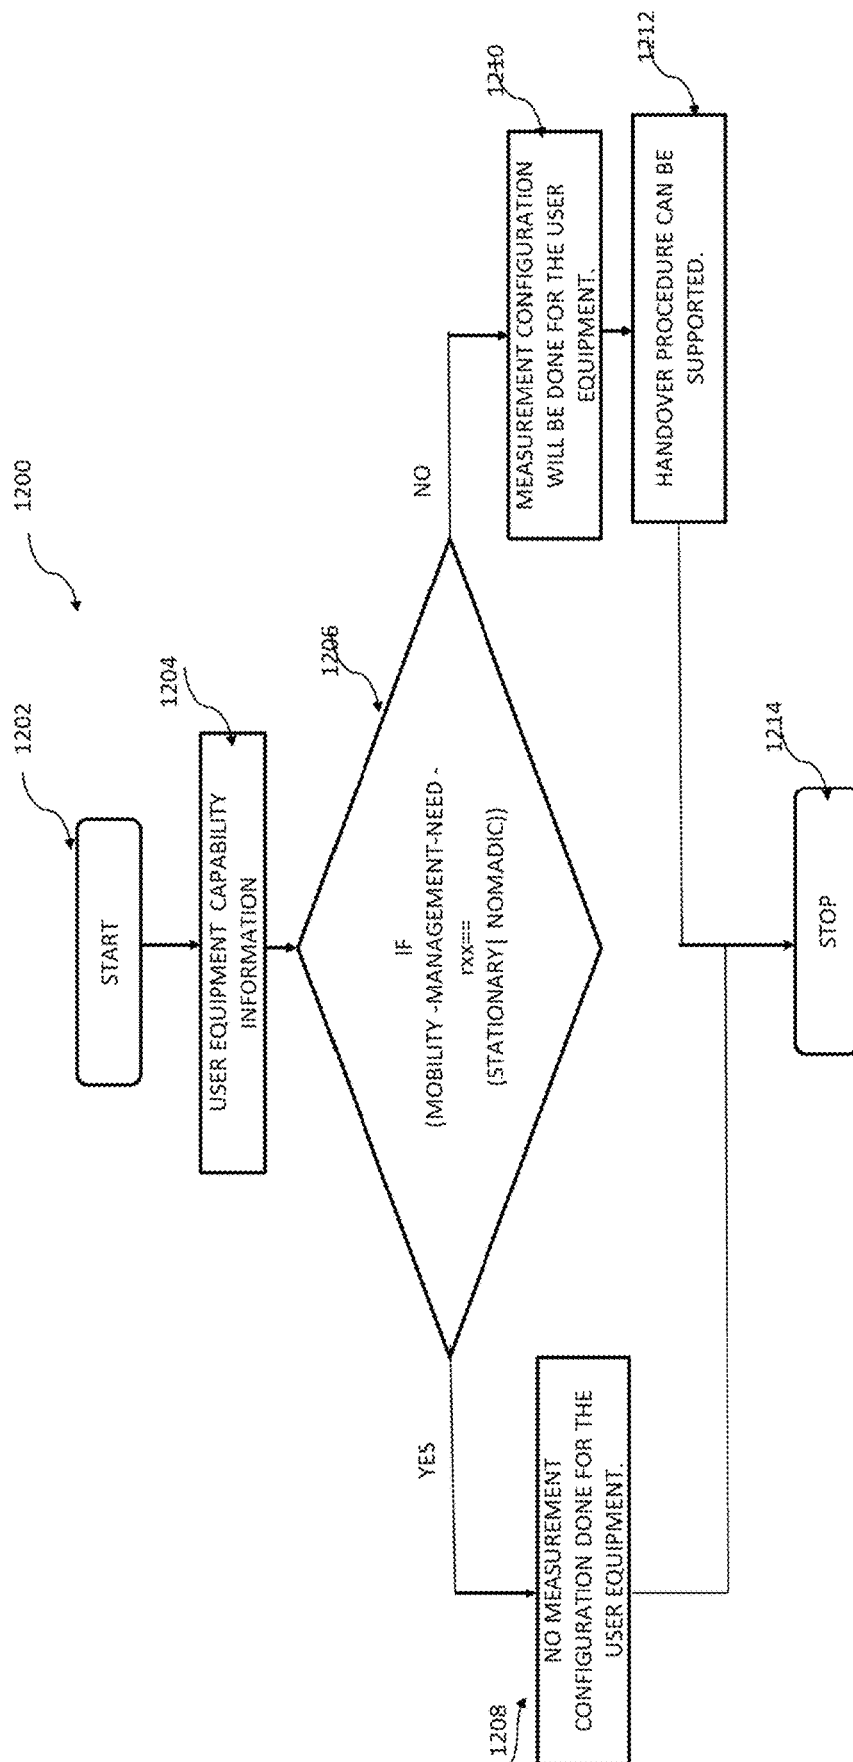 1200
1202
START
1204
USER EQUIPMENT CAPABILITY
INFORMATION
1206
IF
(MOBILITY -MANAGEMENT-NEED -
rxx==
(STATIONARY| NOMADIC))
YES
NO
1208
NO MEASUREMENT
CONFIGURATION DONE FOR THE
USER EQUIPMENT.
1210
MEASUREMENT CONFIGURATION
WILL BE DONE FOR THE USER
EQUIPMENT.
1212
HANDOVER PROCEDURE CAN BE
SUPPORTED.
1214
STOP